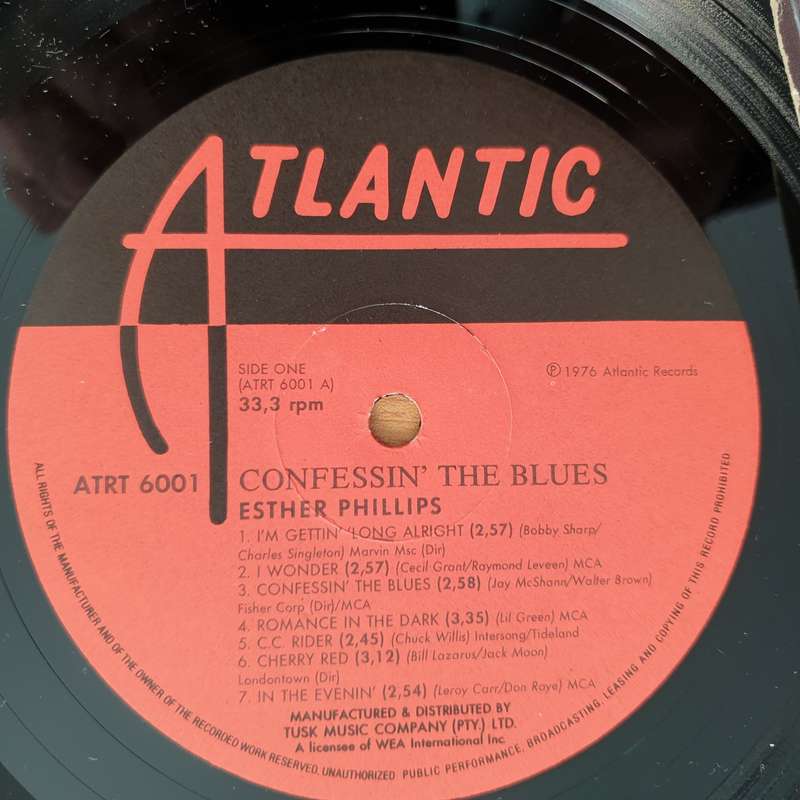 ATLANTIC
SIDE ONE
(ATRT 6001 A)
33,3 rpm
℗ 1976 Atlantic Records
ATRT 6001
CONFESSIN' THE BLUES
ESTHER PHILLIPS
1. I'M GETTIN' 'LONG ALRIGHT (2,57) (Bobby Sharp/
Charles Singleton) Marvin Msc (Dir)
2. I WONDER (2,57) (Cecil Grant/Raymond Leveen) MCA
3. CONFESSIN' THE BLUES (2,58) (Jay McShann/Walter Brown)
Fisher Corp (Dir)/MCA
4. ROMANCE IN THE DARK (3,35) (Lil Green) MCA
5. C.C. RIDER (2,45) (Chuck Willis) Intersong/Tideland
6. CHERRY RED (3,12) (Bill Lazarus/Jack Moon)
Londontown (Dir)
7. IN THE EVENIN' (2,54) (Leroy Carr/Don Raye) MCA
MANUFACTURED & DISTRIBUTED BY
TUSK MUSIC COMPANY (PTY.) LTD.
A licensee of WEA International Inc.
ALL RIGHTS OF THE MANUFACTURER AND OF THE OWNER OF THE RECORDED WORK RESERVED. UNAUTHORIZED PUBLIC PERFORMANCE, BROADCASTING, LEASING AND COPYING OF THIS RECORD PROHIBITED